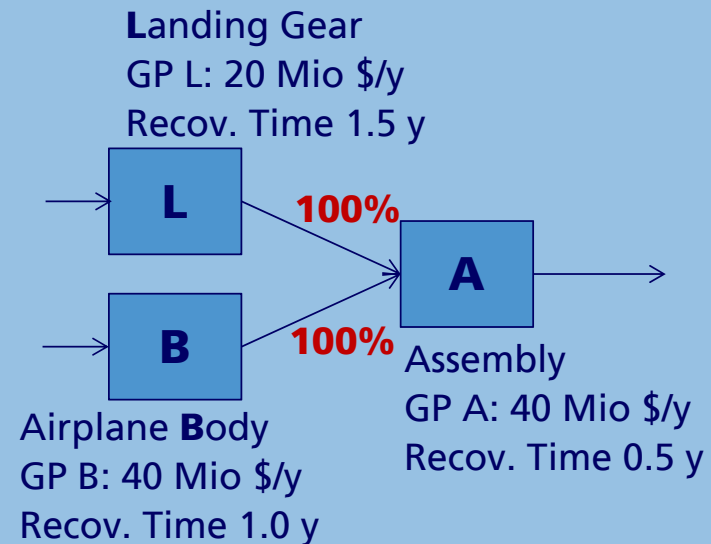 Landing Gear
GP L: 20 Mio $/y
Recov. Time 1.5 y
L
100%
A
B
100%
Assembly
GP A: 40 Mio $/y
Recov. Time 0.5 y
Airplane Body
GP B: 40 Mio $/y
Recov. Time 1.0 y